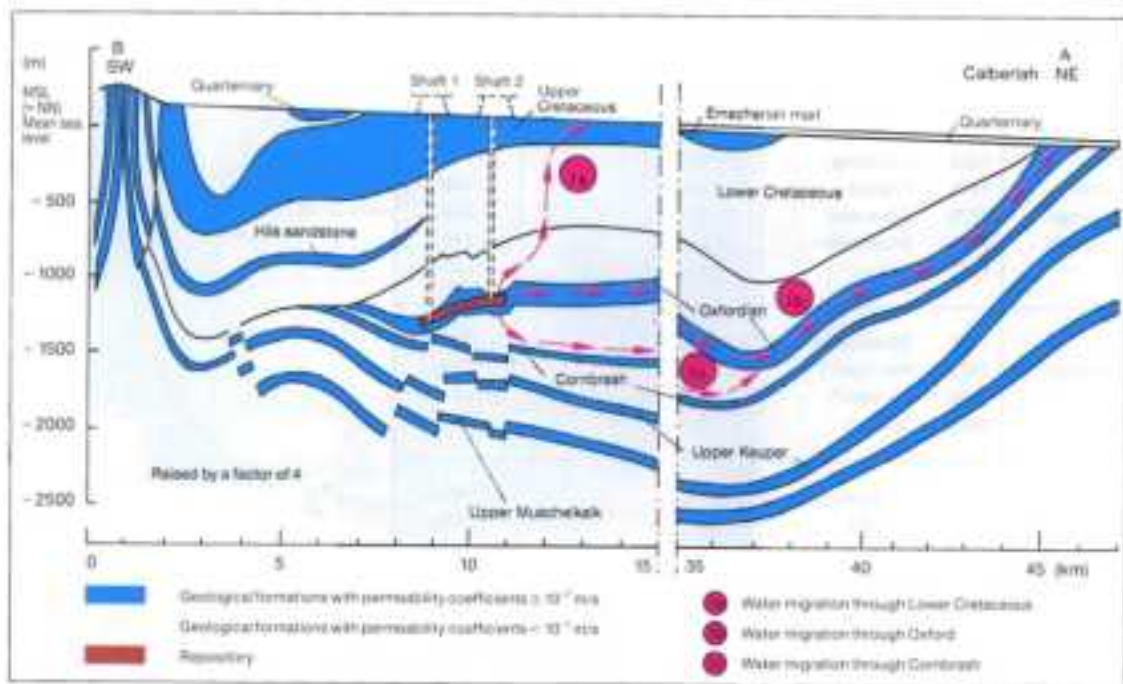 B
SW
(m)
MSL
Mean sea
level
Quarternary
Shaft 1
Shaft 2
Upper
Cretaceous
A
Calberlah NE
Emscherian marl
Quarternary
Lower Cretaceous
- 500
Hils sandstone
- 1000
Oxfordian
- 1500
Cornbrash
- 2000
Upper Keuper
Raised by a factor of 4
- 2500
Upper Muschelkalk
0 5 10 15 35 40 45 (km)
Geological formations with permeability coefficients
Geological formations with permeability coefficients
Repository
Water migration through Lower Cretaceous
Water migration through Oxford
Water migration through Cornbrash